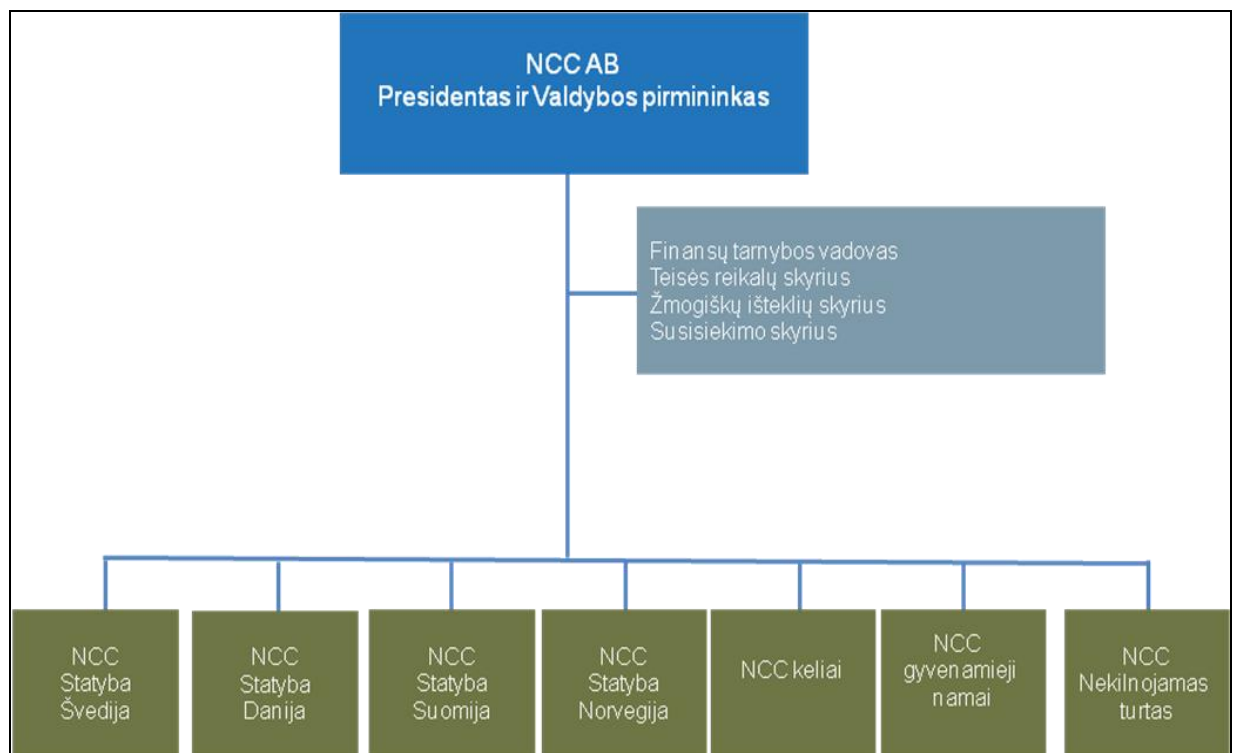 NCC AB
Presidentas ir Valdybos pirmininkas
Finansų tarnybos vadovas
Teisės reikalų skyrius
Žmogiškų išteklių skyrius
Susisiekimo skyrius
NCC
Statyba
Švedija
NCC
Statyba
Danija
NCC
Statyba
Suomija
NCC
Statyba
Norvegija
NCC keliai
NCC
gyvenamieji
namai
NCC
Nekilnojamas
turtas